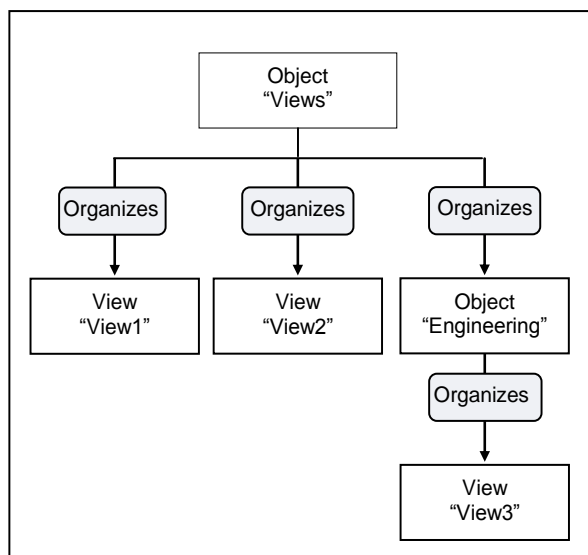 Object
“Views”
Organizes
Organizes
Organizes
View
“View1”
View
“View2”
Object
“Engineering”
Organizes
View
“View3”